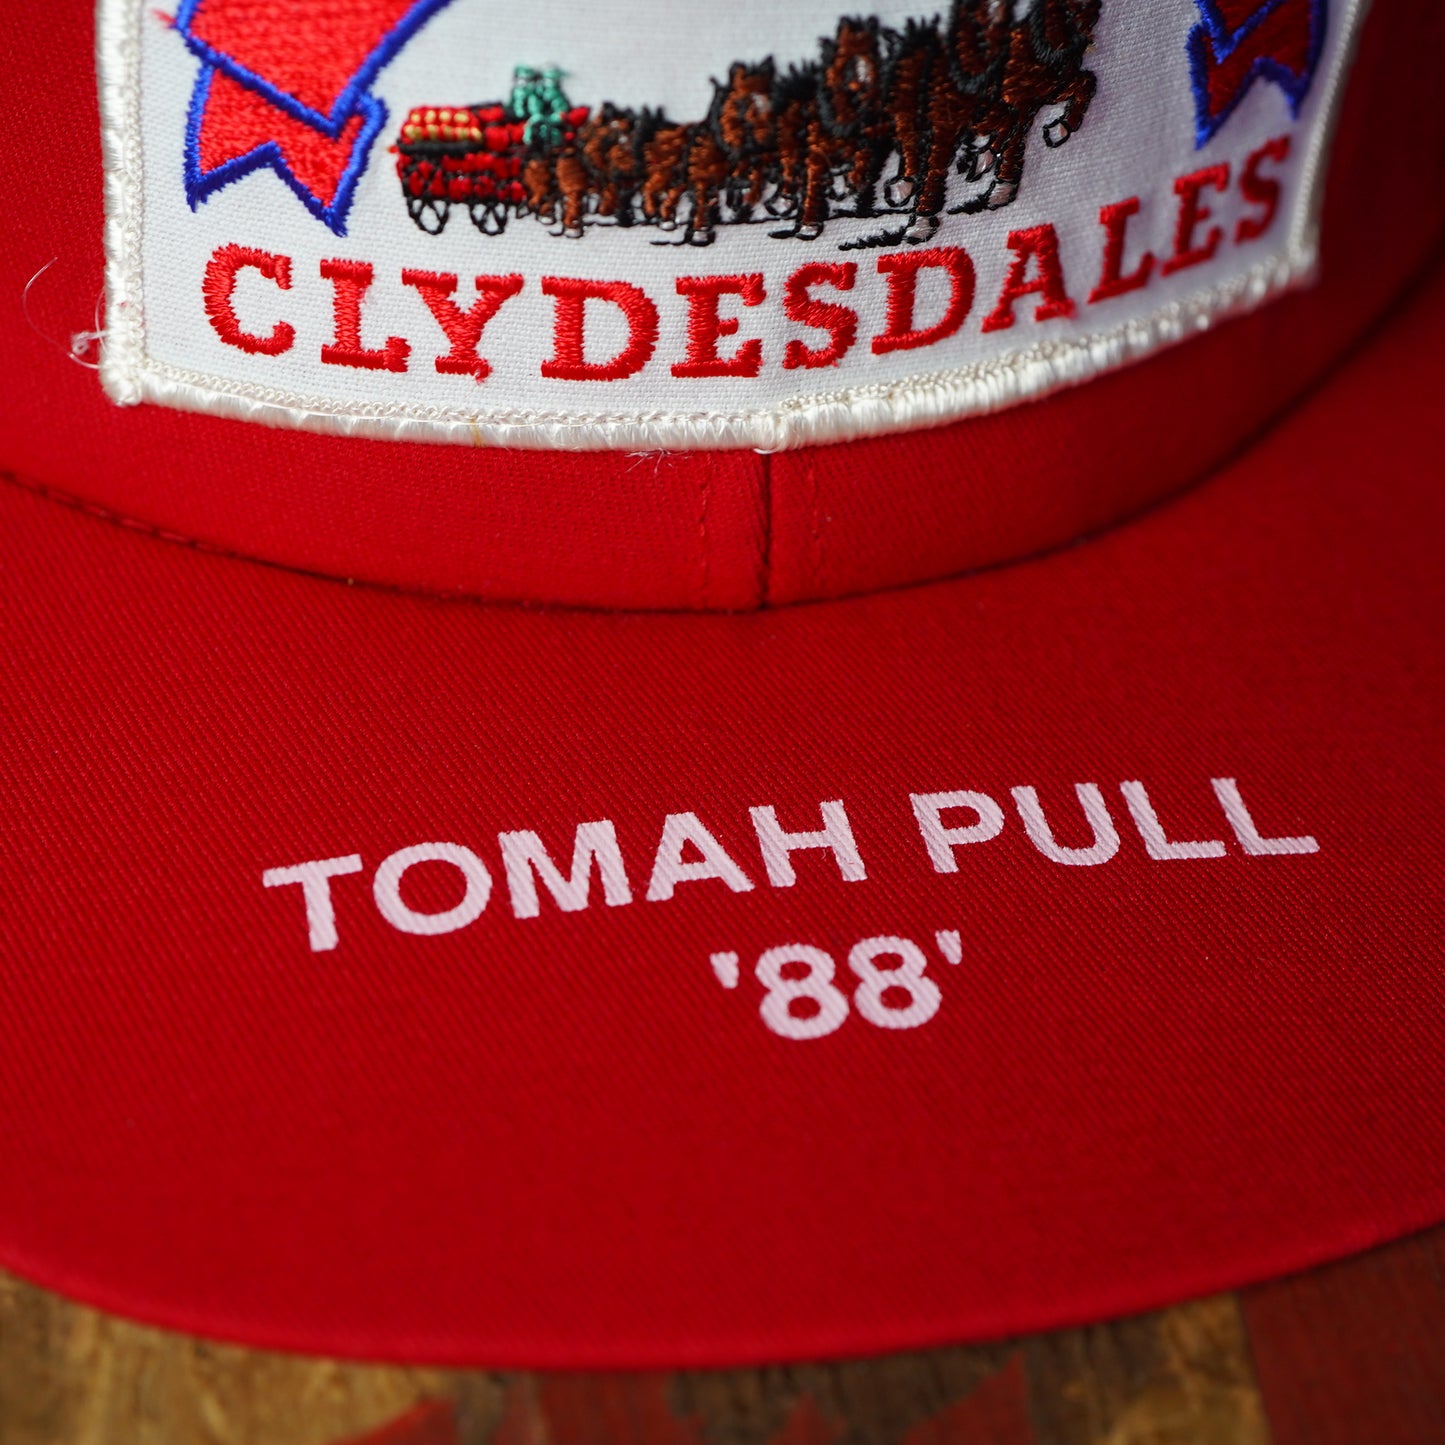 CLYDESDALES
TOMAH PULL
'88'